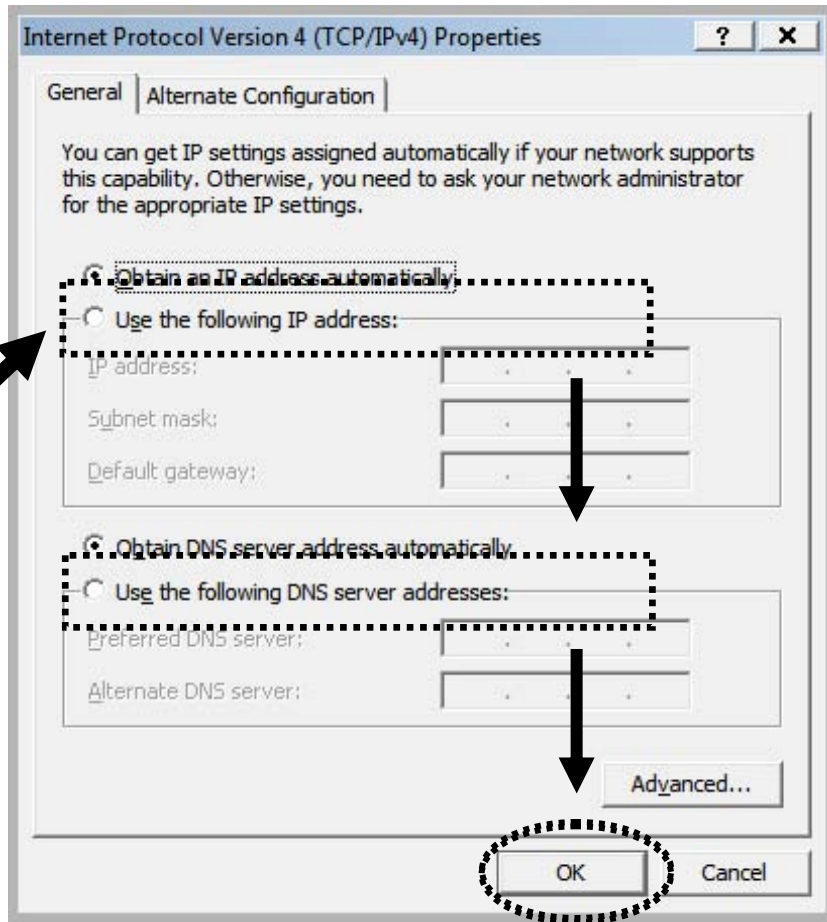 Internet Protocol Version 4 (TCP/IPv4) Properties
?
x
General
Alternate Configuration
You can get IP settings assigned automatically if your network supports
this capability. Otherwise, you need to ask your network administrator
for the appropriate IP settings.
Obtain an IP address automatically
Use the following IP address:
IP address:
Subnet mask:
Default gateway:
Obtain DNS server address automatically
Use the following DNS server addresses:
Preferred DNS server:
Alternate DNS server:
Advanced...
OK
Cancel